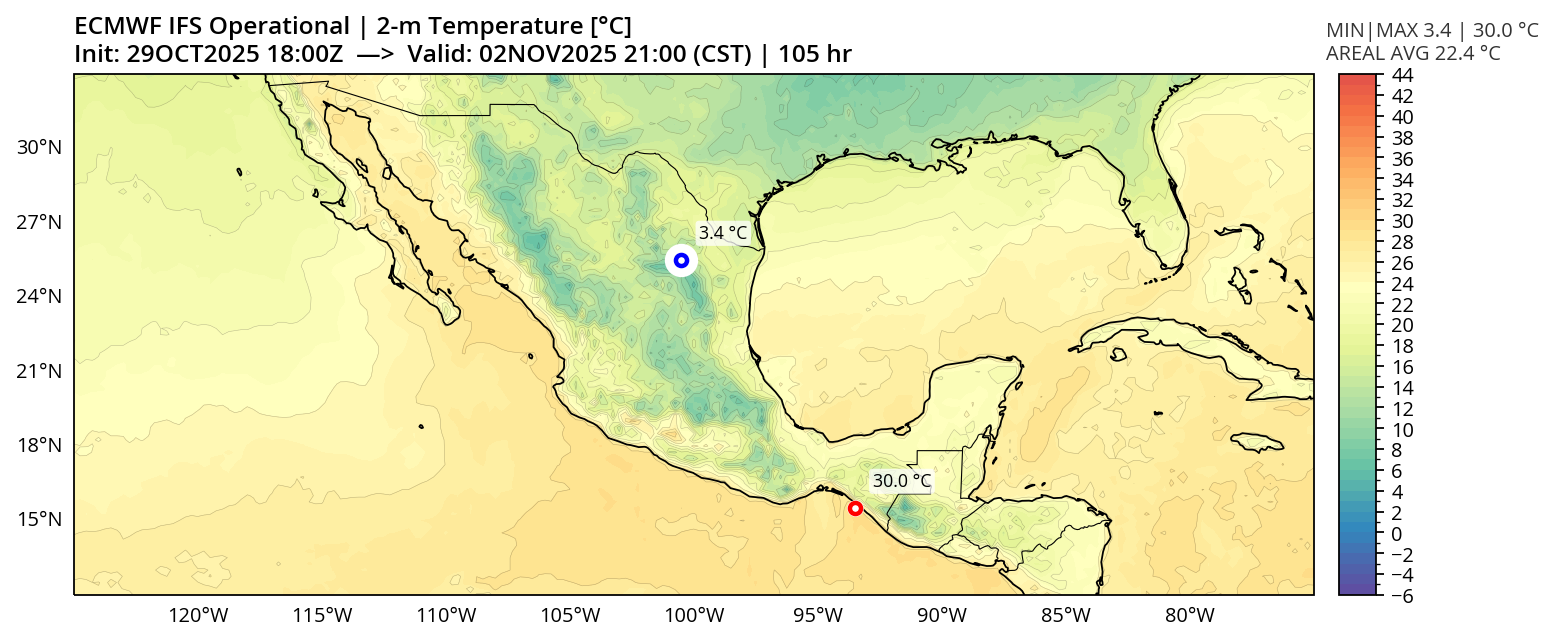 ECMWF IFS Operational | 2-m Temperature [°C]
Init: 29OCT2025 18:00Z —> Valid: 02NOV2025 21:00 (CST) | 105 hr
MIN|MAX 3.4 | 30.0 °C
AREAL AVG 22.4 °C
30°N
27°N
24°N
21°N
18°N
15°N
3.4 °C
30.0 °C
120°W
115°W
110°W
105°W
100°W
95°W
90°W
85°W
80°W
44
42
40
38
36
34
32
30
28
26
24
22
20
18
16
14
12
10
8
6
4
2
0
−2
−4
−6